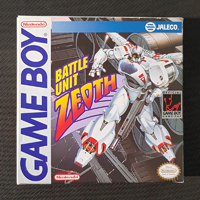 Nintendo
JALECO
GAME BOY
BATTLE
UNIT
ZEOTH
Nintendo